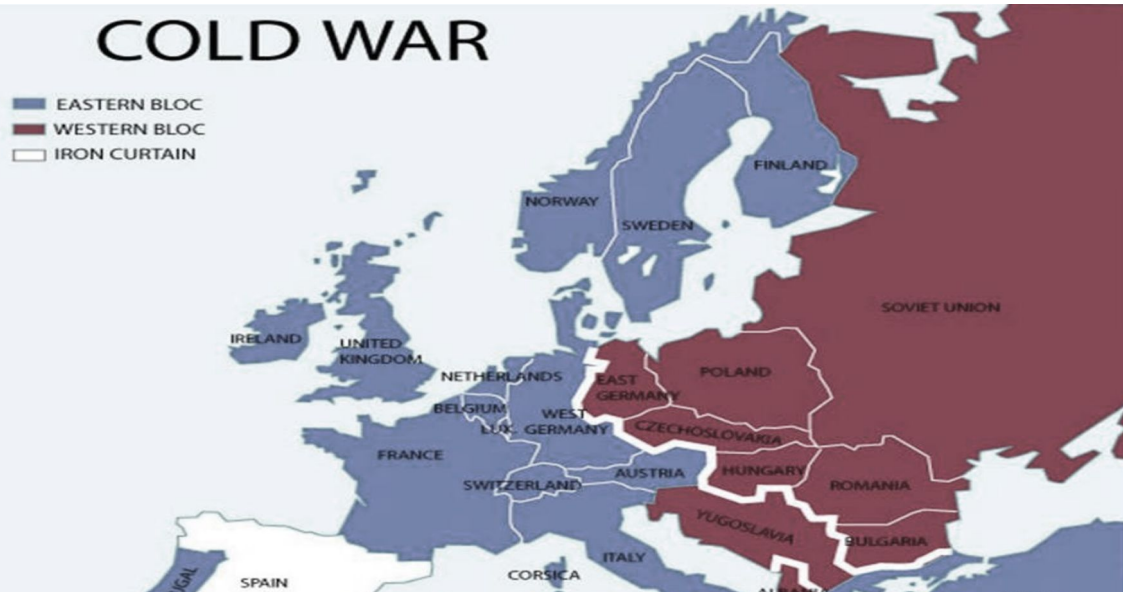 COLD WAR
EASTERN BLOC
WESTERN BLOC
IRON CURTAIN
FINLAND
NORWAY
SWEDEN
SOVIET UNION
IRELAND
UNITED
KINGDOM
NETHERLANDS
POLAND
EAST
GERMANY
BELGIUM
WEST
GERMANY
LUX.
CZECHOSLOVAKIA
FRANCE
AUSTRIA
HUNGARY
SWITZERLAND
ROMANIA
YUGOSLAVIA
BULGARIA
ITALY
CORSICA
SPAIN
UGAL